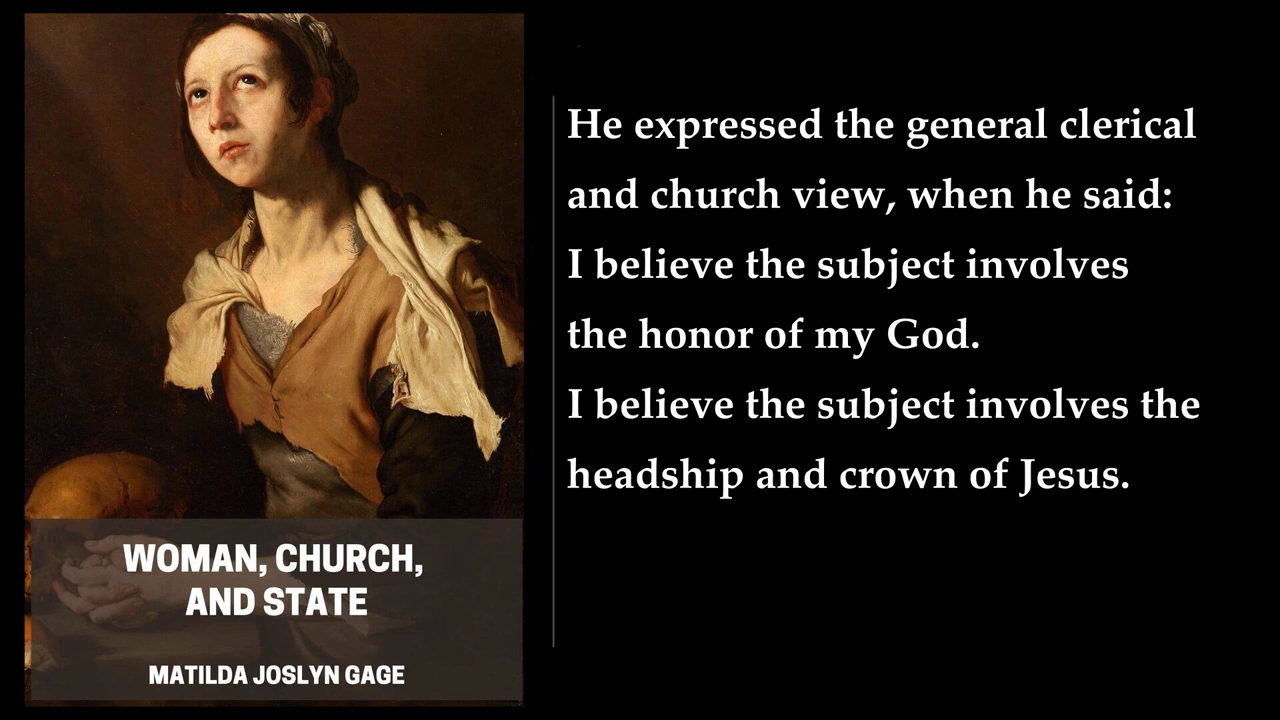 WOMAN, CHURCH,
AND STATE
MATILDA JOSLYN GAGE
He expressed the general clerical
and church view, when he said:
I believe the subject involves
the honor of my God.
I believe the subject involves the
headship and crown of Jesus.